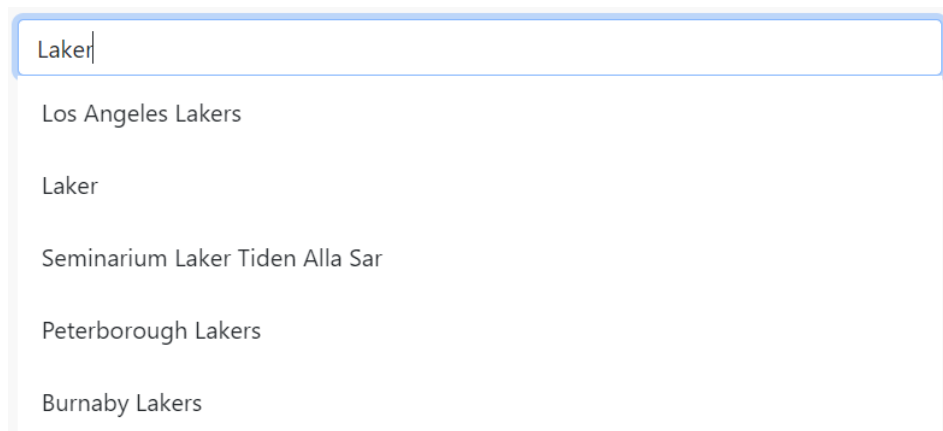 Laker
Los Angeles Lakers
Laker
Seminarium Laker Tiden Alla Sar
Peterborough Lakers
Burnaby Lakers